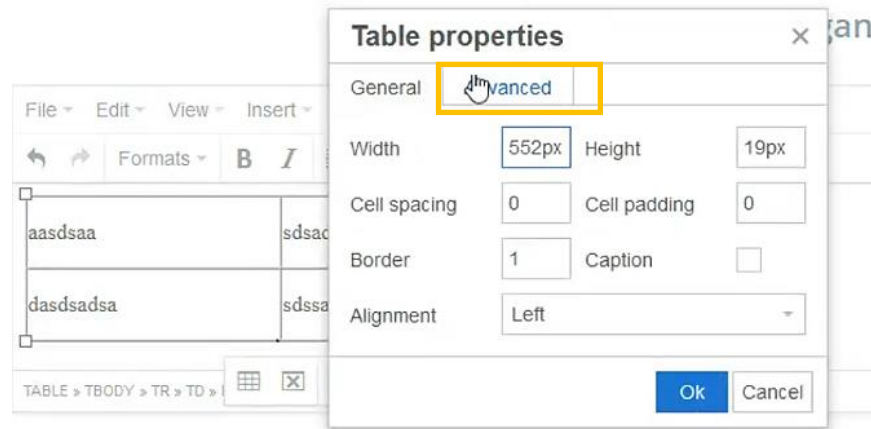 Table properties ×
General Advanced
File Edit View Insert
Formats B I
Width 552px Height 19px
Cell spacing 0 Cell padding 0
Border 1 Caption
Alignment Left
aasdsaa
dasdsadsa
TABLE » TBODY » TR » TD »
Ok Cancel